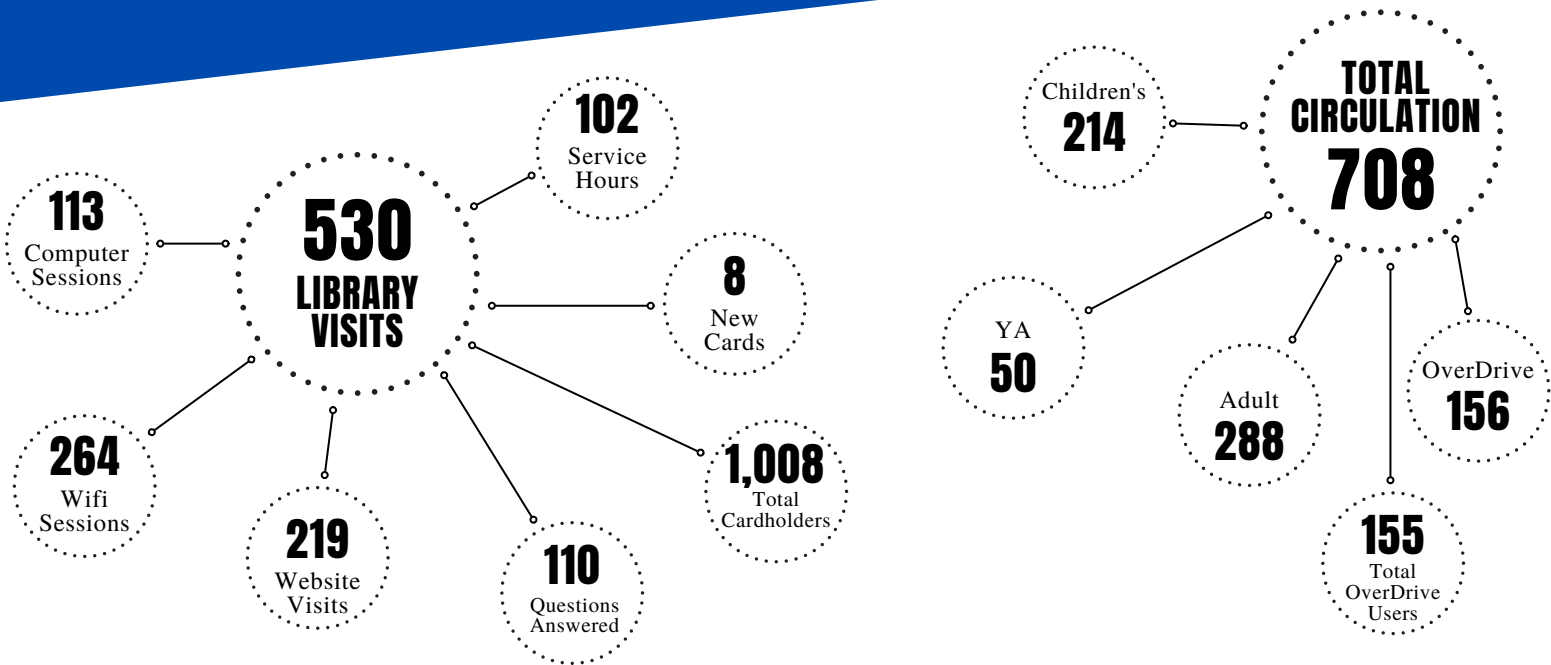 530
LIBRARY
VISITS
102
Service
Hours
8
New
Cards
1,008
Total
Cardholders
110
Questions
Answered
219
Website
Visits
264
Wifi
Sessions
113
Computer
Sessions
TOTAL
CIRCULATION
708
Children's
214
YA
50
Adult
288
155
Total
OverDrive
Users
OverDrive
156